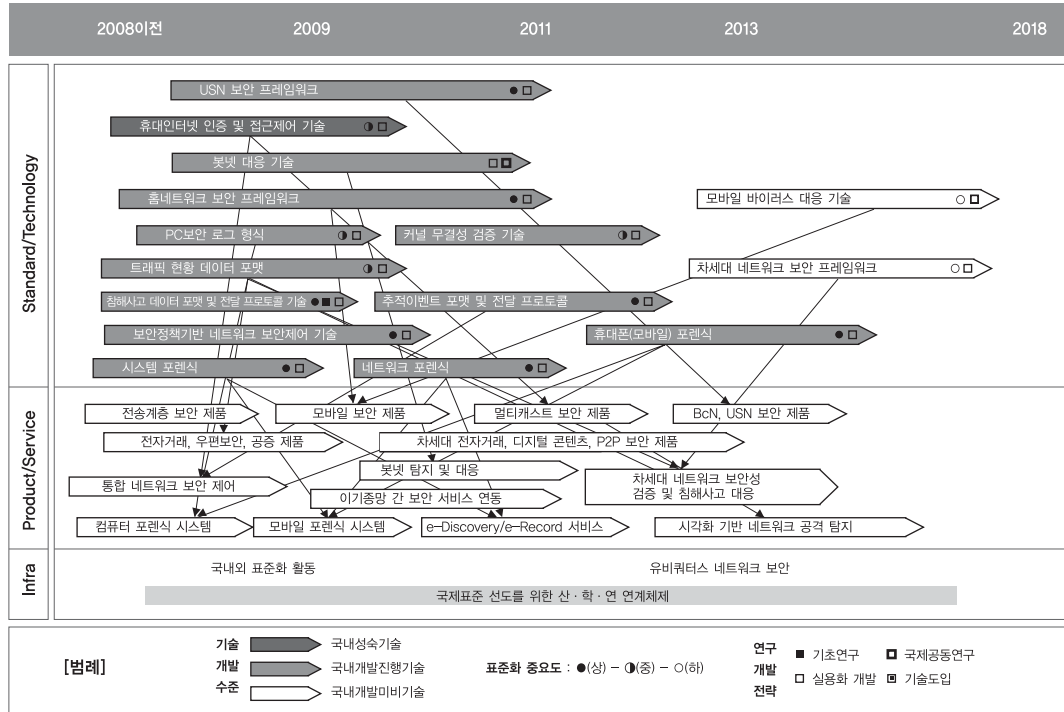 2008이전 2009 2011 2013 2018
Standard/Technology
USN 보안 프레임워크
휴대인터넷 인증 및 접근제어 기술
봇넷 대응 기술
홈네트워크 보안 프레임워크
모바일 바이러스 대응 기술
PC보안 로그 형식
커널 무결성 검증 기술
트래픽 현황 데이터 포맷
차세대 네트워크 보안 프레임워크
침해사고 데이터 포맷 및 전달 프로토콜 기술
추적이벤트 포맷 및 전달 프로토콜
보안정책기반 네트워크 보안제어 기술
휴대폰(모바일) 포렌식
시스템 포렌식
네트워크 포렌식
Product/Service
전송계층 보안 제품
모바일 보안 제품
멀티캐스트 보안 제품
BcN, USN 보안 제품
전자거래, 우편보안, 공증 제품
차세대 전자거래, 디지털 콘텐츠, P2P 보안 제품
봇넷 탐지 및 대응
통합 네트워크 보안 제어
차세대 네트워크 보안성
검증 및 침해사고 대응
이기종망 간 보안 서비스 연동
컴퓨터 포렌식 시스템
모바일 포렌식 시스템
e-Discovery/e-Record 서비스
시각화 기반 네트워크 공격 탐지
Infra
국내외 표준화 활동
유비쿼터스 네트워크 보안
국제표준 선도를 위한 산·학·연 연계체제
[범례]
기술
개발
수준
국내성숙기술
국내개발진행기술
국내개발미비기술
표준화 중요도 : ●(상) - ◑(중) - ○(하)
연구
개발
전략
■ 기초연구
국제공동연구
□ 실용화 개발
▣ 기술도입